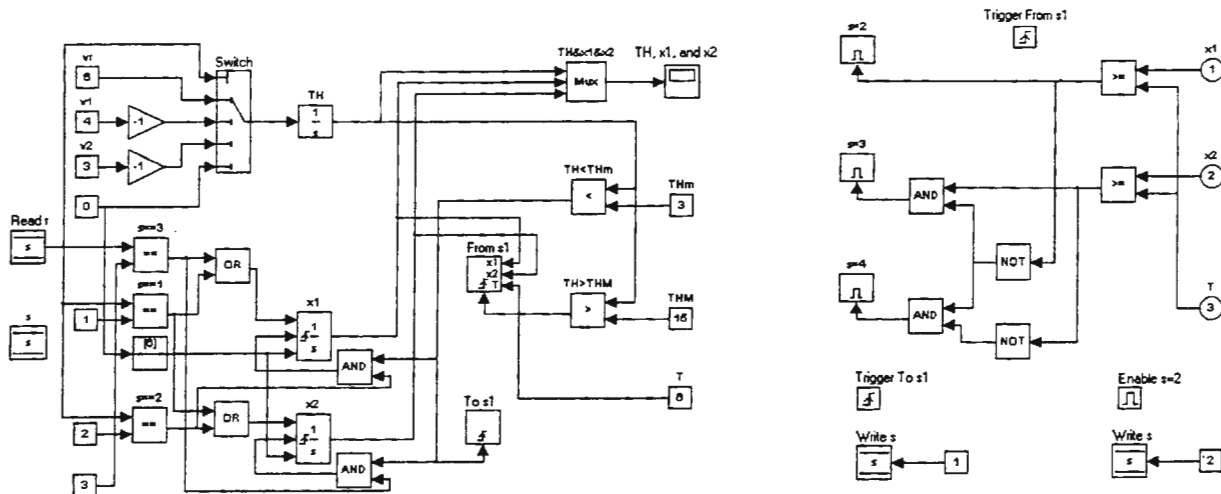 Trigger From s1
s=2
x1
1
>=
TH&x1&x2
TH, x1, and x2
Mux
vr
6
Switch
v1
4
-1
TH
1
s
v2
3
-1
s=3
x2
2
>=
AND
TH<THm
<
THm
3
0
Read r
s
s==3
==
OR
From s1
x1
x2
T
NOT
s=4
TH>THM
>
THM
15
T
3
AND
NOT
s==1
==
1
x1
1
s
s
s
[0]
AND
T
8
Trigger To s1
Enable s=2
s==2
==
2
OR
x2
1
s
To s1
Write s
s
1
Write s
s
2
AND
3